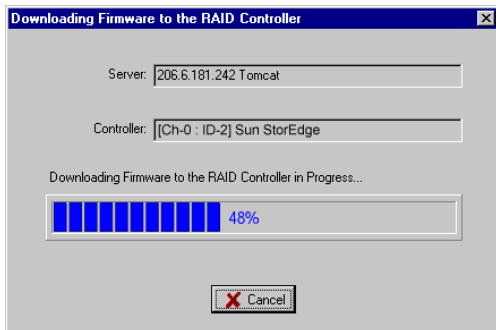 Downloading Firmware to the RAID Controller
Server: 206.6.181.242 Tomcat
Controller: [Ch-0 : ID-2] Sun StorEdge
Downloading Firmware to the RAID Controller in Progress...
48%
Cancel